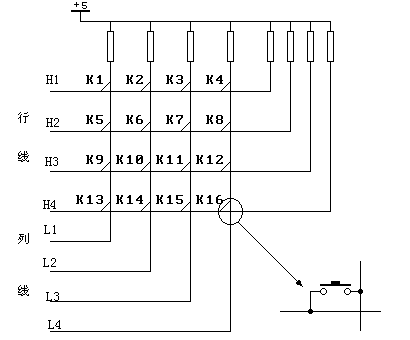 +5
H1 K1 K2 K3 K4
行 H2 K5 K6 K7 K8
线 H3 K9 K10 K11 K12
H4 K13 K14 K15 K16
列 L1
L2
线 L3
L4